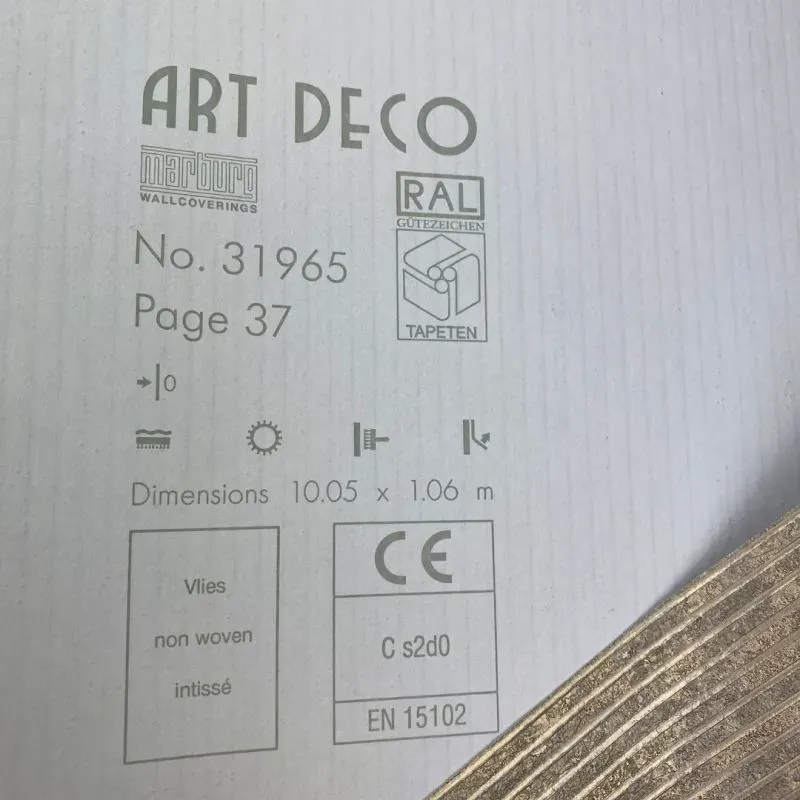 ART DECO
marburg
WALLCOVERINGS
RAL
GÜTEZEICHEN
TAPETEN
No. 31965
Page 37
0
Dimensions 10.05 x 1.06 m
Vlies
non woven
intissé
CE
C s2d0
EN 15102